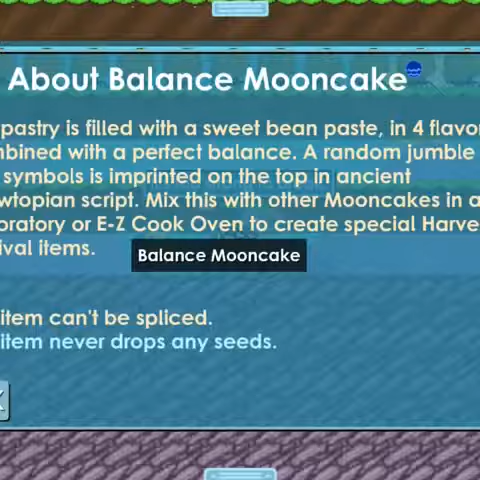 About Balance Mooncake
pastry is filled with a sweet bean paste, in 4 flavo
bined with a perfect balance. A random jumble
symbols is imprinted on the top in ancient
wtopian script. Mix this with other Mooncakes in a
oratory or E-Z Cook Oven to create special Harve
ival items.
Balance Mooncake
item can't be spliced.
item never drops any seeds.